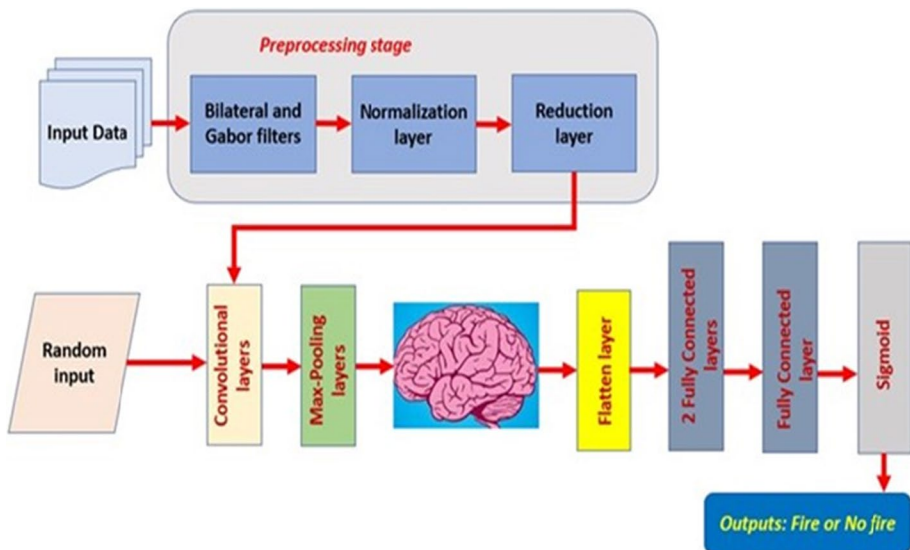 Preprocessing stage
Input Data
Bilateral and
Gabor filters
Normalization
layer
Reduction
layer
Random
input
Convolutional
layers
Max-Pooling
layers
Flatten layer
2 Fully Connected
layers
Fully Connected
layer
Sigmoid
Outputs: Fire or No fire